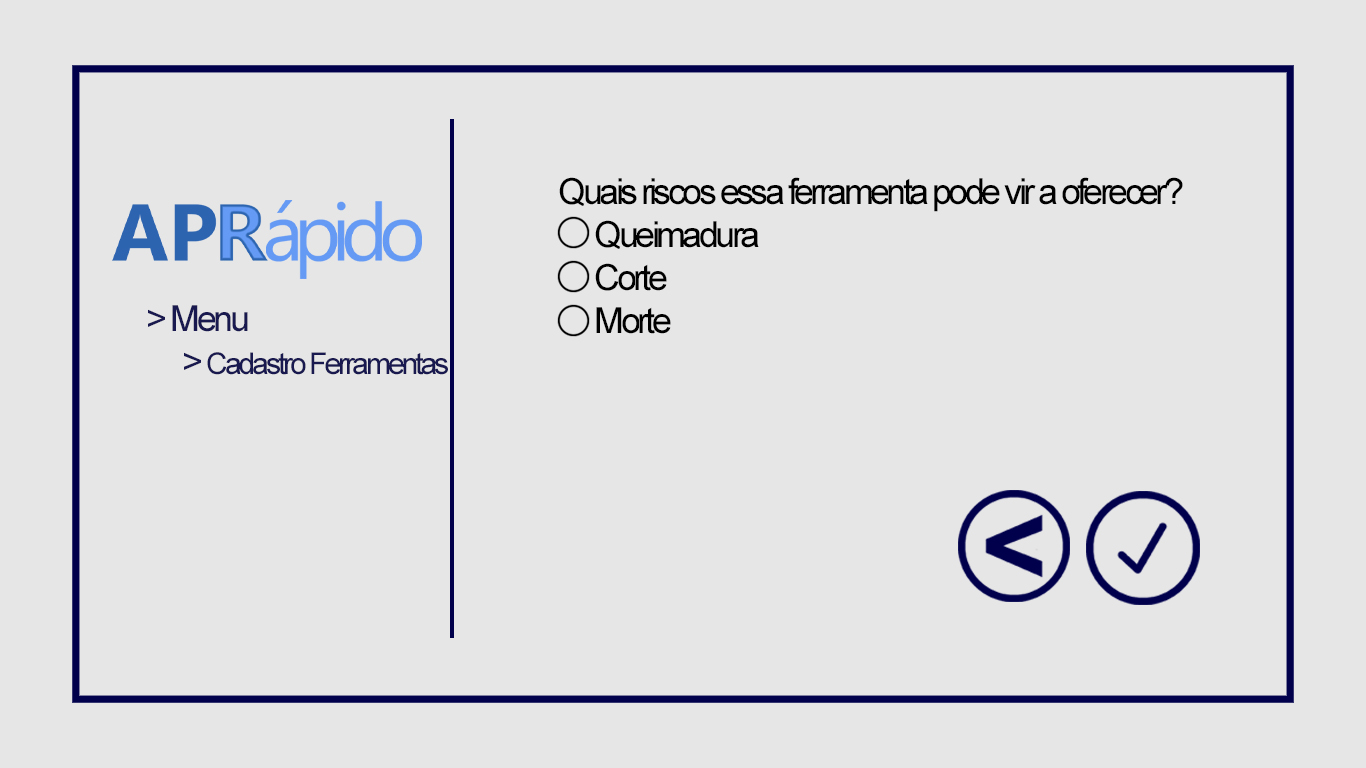 APRápido
> Menu
> Cadastro Ferramentas
Quais riscos essa ferramenta pode vir a oferecer?
Queimadura
Corte
Morte
<